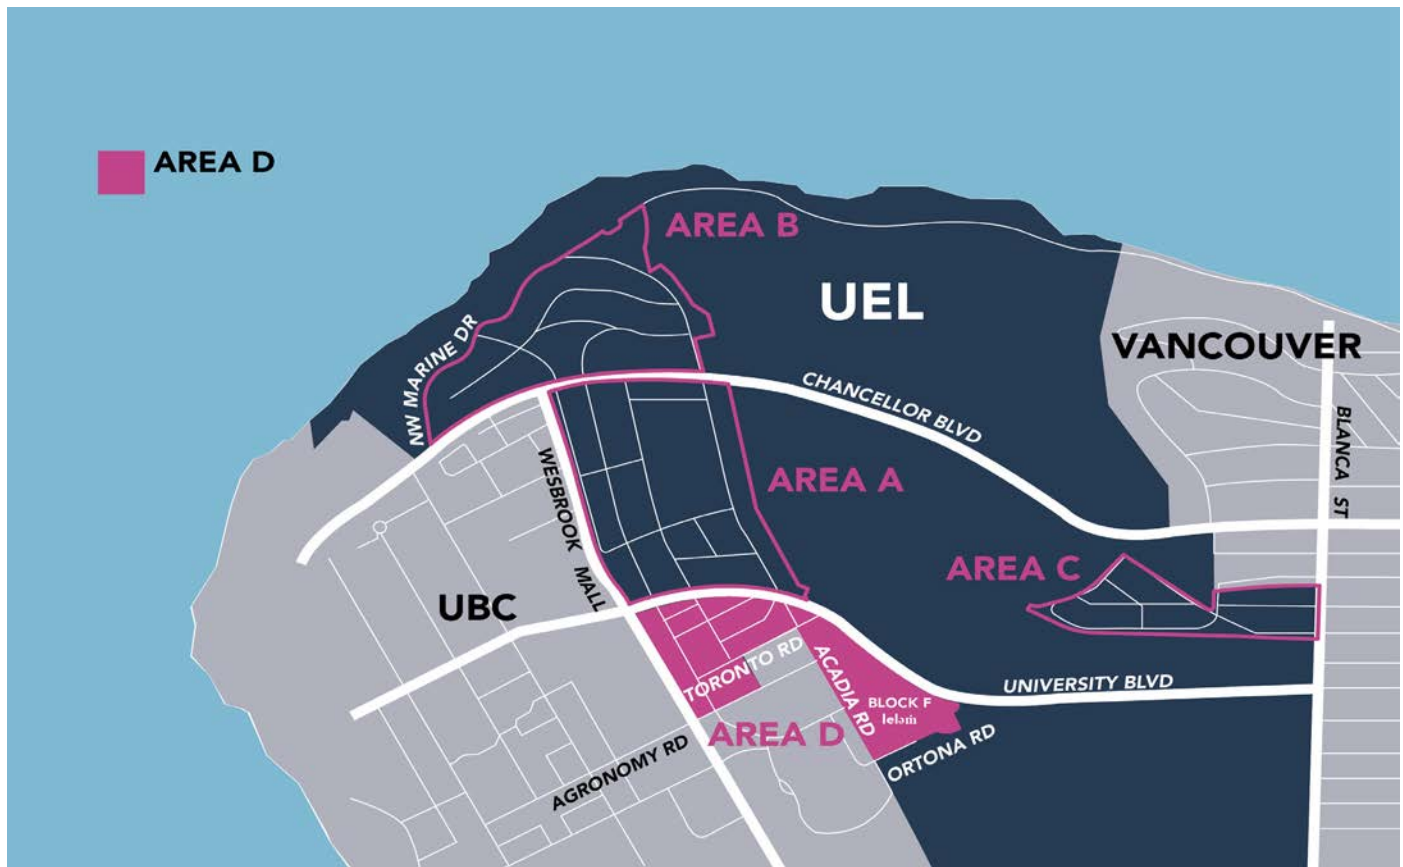 AREA D
AREA B
UEL
VANCOUVER
NW MARINE DR
CHANCELLOR BLVD
BLANCA ST
WESBROOK MALL
AREA A
AREA C
UBC
TORONTO RD
ACADIA RD
UNIVERSITY BLVD
BLOCK F
leləm̓
AREA D
ORTONA RD
AGRONOMY RD